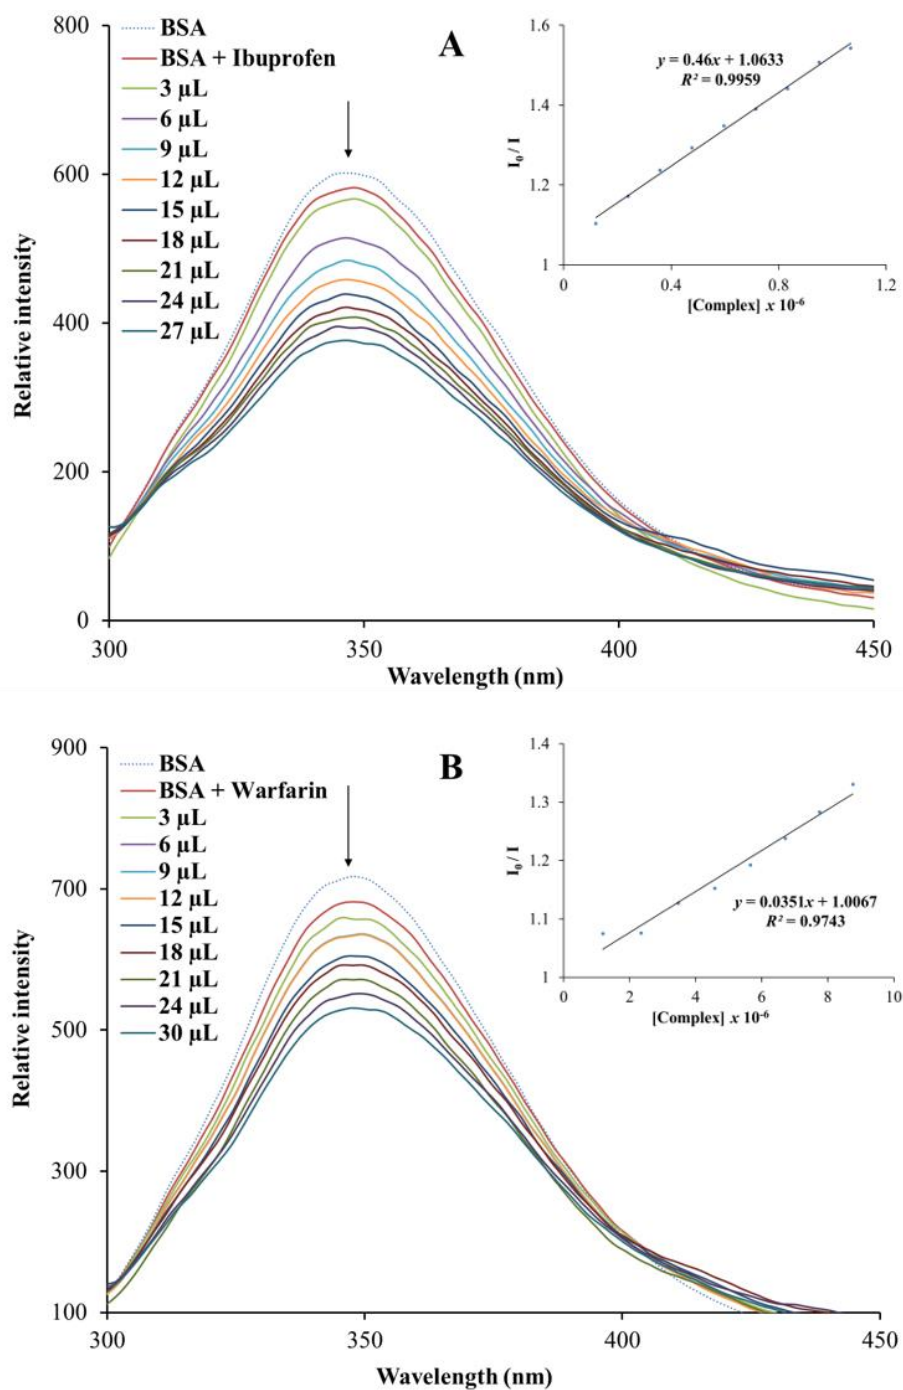 800
600
400
200
0
Relative intensity
BSA
BSA + Ibuprofen
3 µL
6 µL
9 µL
12 µL
15 µL
18 µL
21 µL
24 µL
27 µL
A
1.6
1.4
1.2
1
I₀ / I
y = 0.46x + 1.0633
R² = 0.9959
0 0.4 0.8 1.2
[Complex] x 10⁻⁶
300 350 400 450
Wavelength (nm)
900
700
500
300
100
Relative intensity
BSA
BSA + Warfarin
3 µL
6 µL
9 µL
12 µL
15 µL
18 µL
21 µL
24 µL
30 µL
B
1.4
1.3
1.2
1.1
1
I₀ / I
y = 0.0351x + 1.0067
R² = 0.9743
0 2 4 6 8 10
[Complex] x 10⁻⁶
300 350 400 450
Wavelength (nm)